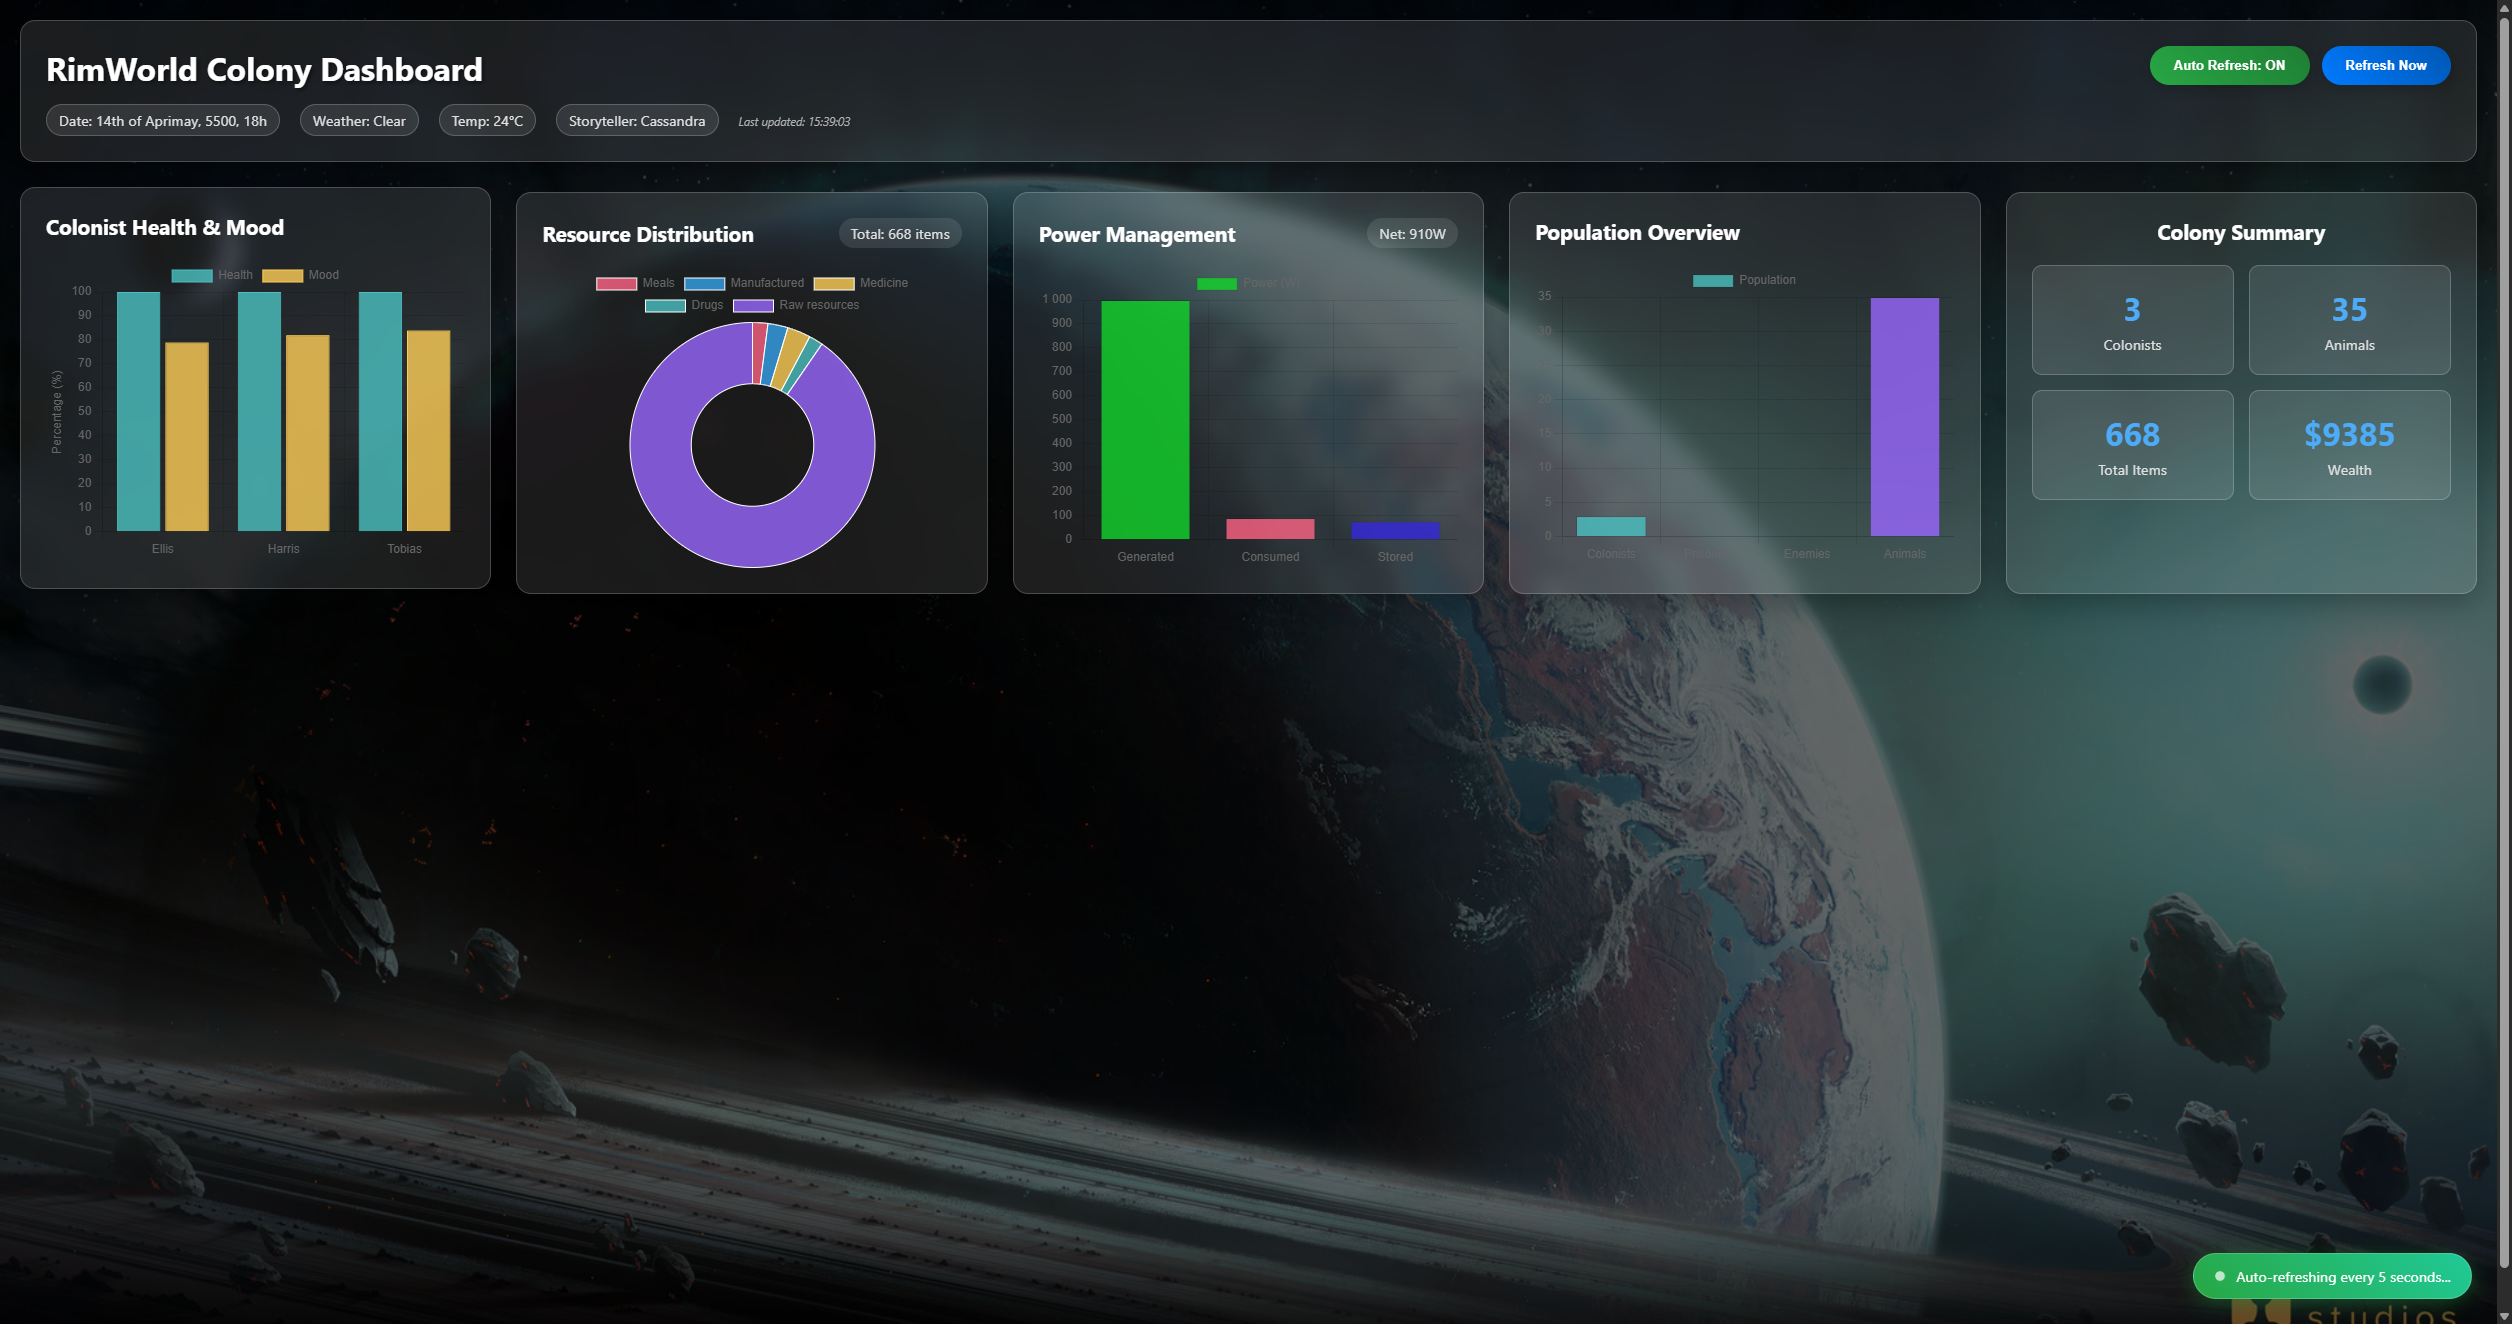 RimWorld Colony Dashboard
Auto Refresh: ON
Refresh Now
Date: 14th of Aprimay, 5500, 18h
Weather: Clear
Temp: 24°C
Storyteller: Cassandra
Last updated: 15:39:03
Colonist Health & Mood
Health Mood
Percentage (%)
100
90
80
70
60
50
40
30
20
10
0
Ellis Harris Tobias
Resource Distribution
Total: 668 items
Meals Manufactured Medicine
Drugs Raw resources
Power Management
Net: 910W
Power (W)
1 000
900
800
700
600
500
400
300
200
100
0
Generated Consumed Stored
Population Overview
Population
35
30
20
15
10
5
0
Colonists Enemies Animals
Colony Summary
3
Colonists
35
Animals
668
Total Items
$9385
Wealth
Auto-refreshing every 5 seconds...
studios